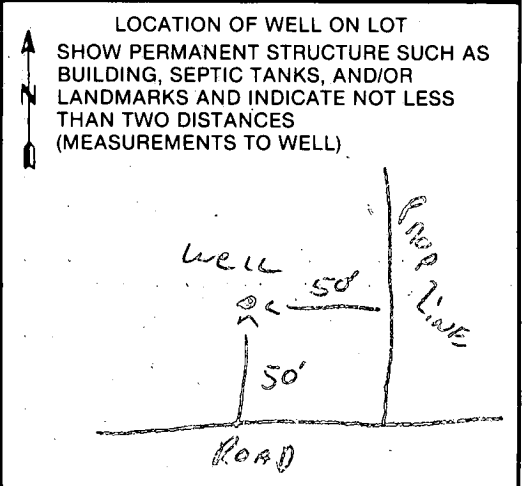 LOCATION OF WELL ON LOT
SHOW PERMANENT STRUCTURE SUCH AS
BUILDING, SEPTIC TANKS, AND/OR
N LANDMARKS AND INDICATE NOT LESS
THAN TWO DISTANCES
(MEASUREMENTS TO WELL)
Well
50'
PROP LINE
50'
ROAD